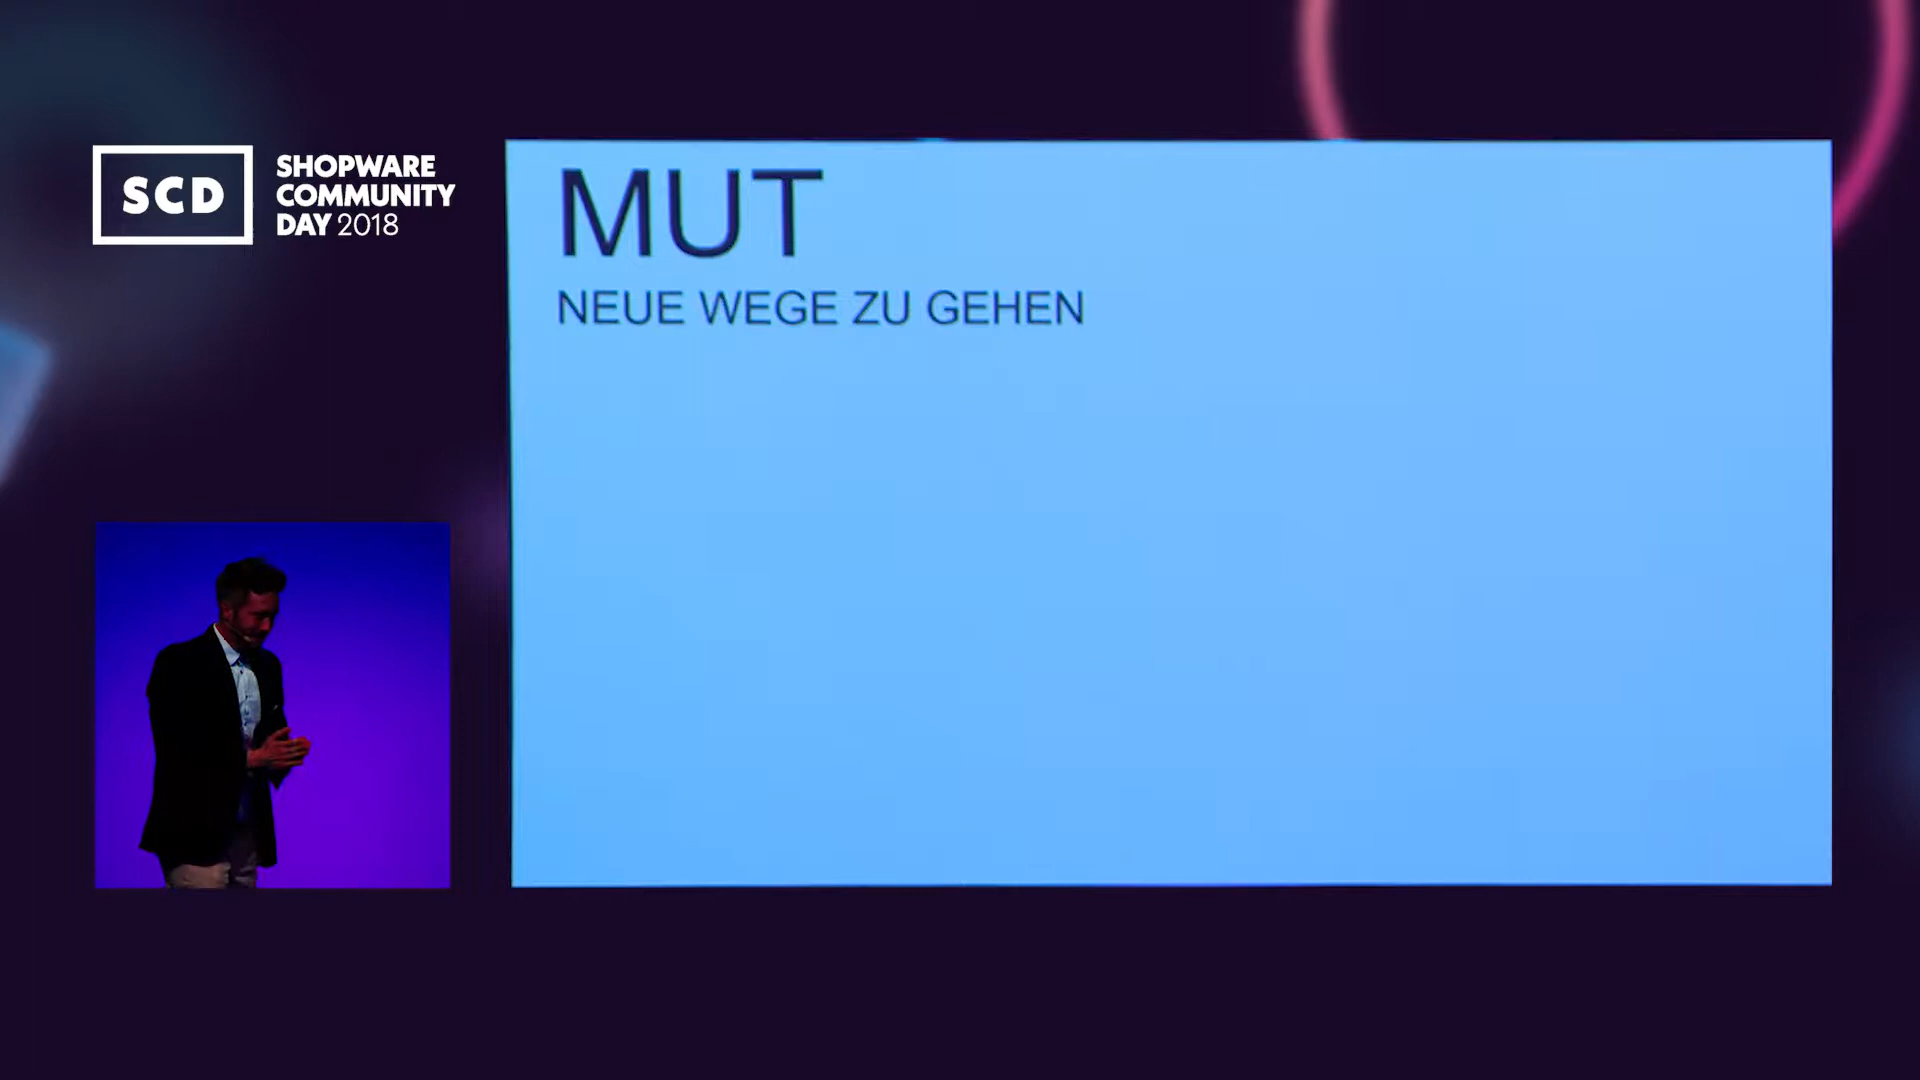 SCD
SHOPWARE
COMMUNITY
DAY 2018
MUT
NEUE WEGE ZU GEHEN